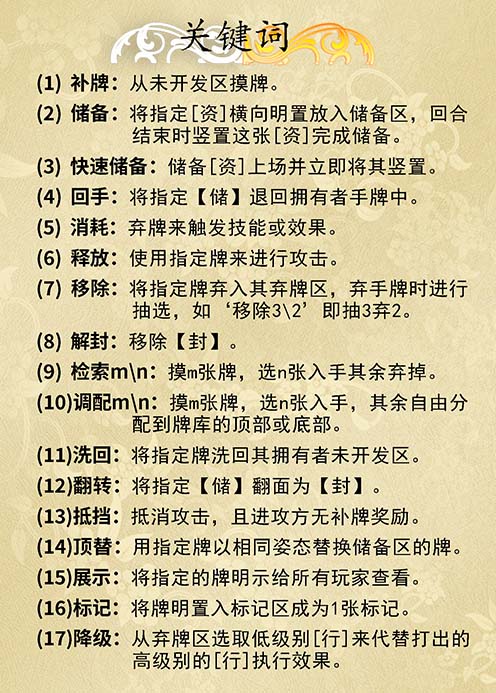 关键词
(1) 补牌：从未开发区摸牌。
(2) 储备：将指定[资]横向明置放入储备区，回合
结束时竖置这张[资]完成储备。
(3) 快速储备：储备[资]上场并立即将其竖置。
(4) 回手：将指定【储】退回拥有者手牌中。
(5) 消耗：弃牌来触发技能或效果。
(6) 释放：使用指定牌来进行攻击。
(7) 移除：将指定牌弃入其弃牌区，弃手牌时进行
抽选，如‘移除3\2’即抽3弃2。
(8) 解封：移除【封】。
(9) 检索m\n：摸m张牌，选n张入手其余弃掉。
(10)调配m\n：摸m张牌，选n张入手，其余自由分
配到牌库的顶部或底部。
(11)洗回：将指定牌洗回其拥有者未开发区。
(12)翻转：将指定【储】翻面为【封】。
(13)抵挡：抵消攻击，且进攻方无补牌奖励。
(14)顶替：用指定牌以相同姿态替换储备区的牌。
(15)展示：将指定的牌明示给所有玩家查看。
(16)标记：将牌明置入标记区成为1张标记。
(17)降级：从弃牌区选取低级别[行]来代替打出的
高级别的[行]执行效果。